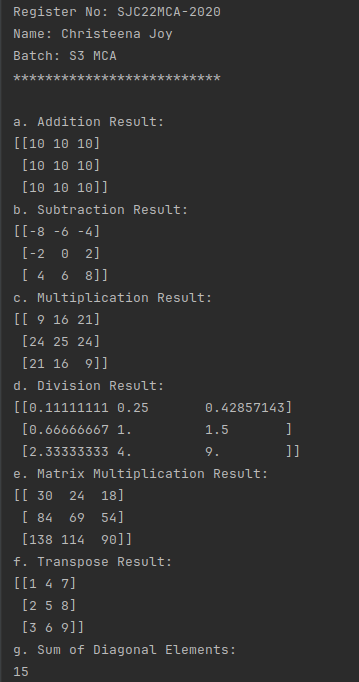 Register No: SJC22MCA-2020
Name: Christeena Joy
Batch: S3 MCA
**************************
a. Addition Result:
[[10 10 10]
 [10 10 10]
 [10 10 10]]
b. Subtraction Result:
[[-8 -6 -4]
 [-2  0  2]
 [ 4  6  8]]
c. Multiplication Result:
[[ 9 16 21]
 [24 25 24]
 [21 16  9]]
d. Division Result:
[[0.11111111 0.25       0.42857143]
 [0.66666667 1.         1.5       ]
 [2.33333333 4.         9.        ]]
e. Matrix Multiplication Result:
[[ 30  24  18]
 [ 84  69  54]
 [138 114  90]]
f. Transpose Result:
[[1 4 7]
 [2 5 8]
 [3 6 9]]
g. Sum of Diagonal Elements:
15